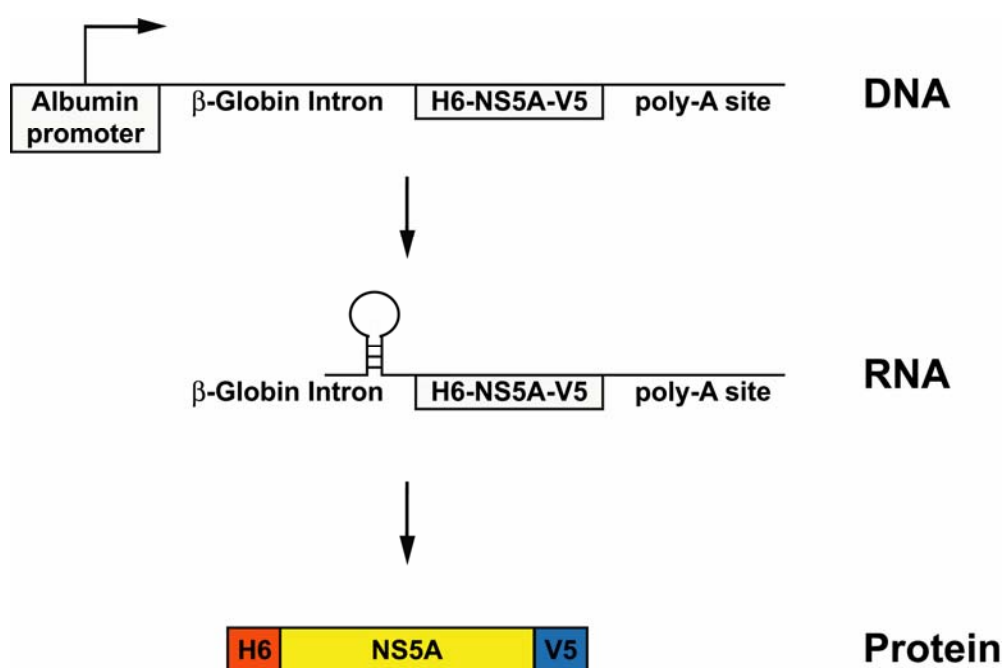 Albumin
promoter
β-Globin Intron
H6-NS5A-V5
poly-A site
DNA
β-Globin Intron
H6-NS5A-V5
poly-A site
RNA
H6
NS5A
V5
Protein